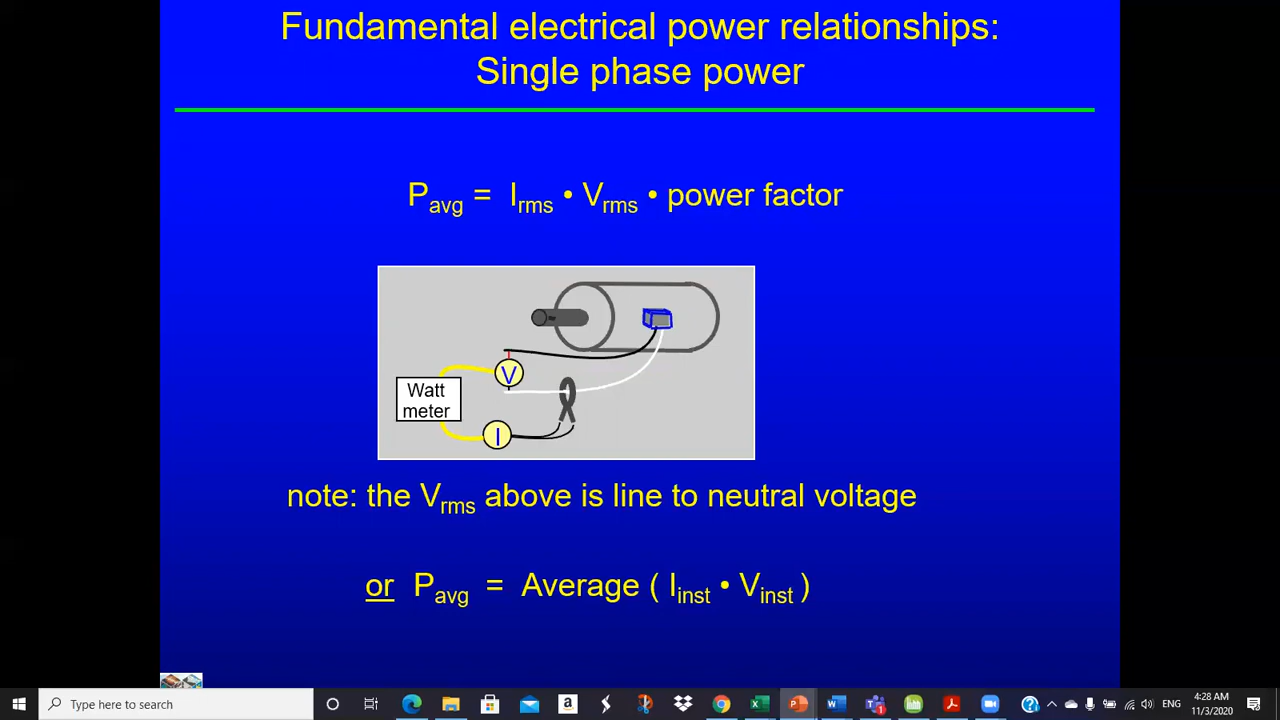 Fundamental electrical power relationships:
Single phase power
Pavg = Irms • Vrms • power factor
V
Watt
meter
I
note: the Vrms above is line to neutral voltage
or Pavg = Average ( Iinst • Vinst )
Type here to search
ENG
4:28 AM
11/3/2020